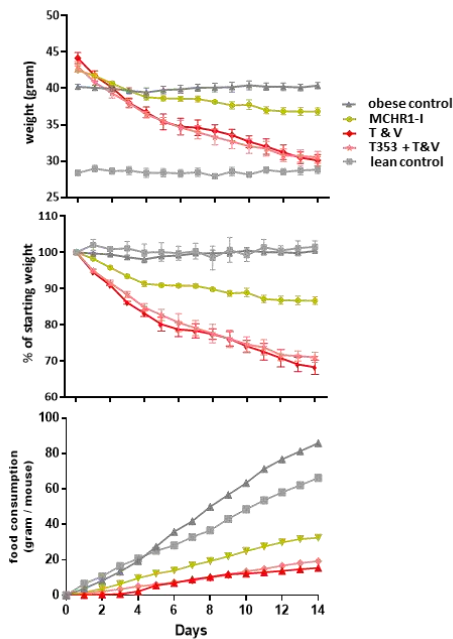 50
45
40
35
30
25
weight (gram)
obese control
MCHR1-I
T & V
T353 + T&V
lean control
110
100
90
80
70
60
% of starting weight
100
80
60
40
20
0
food consumption
(gram / mouse)
0 2 4 6 8 10 12 14
Days